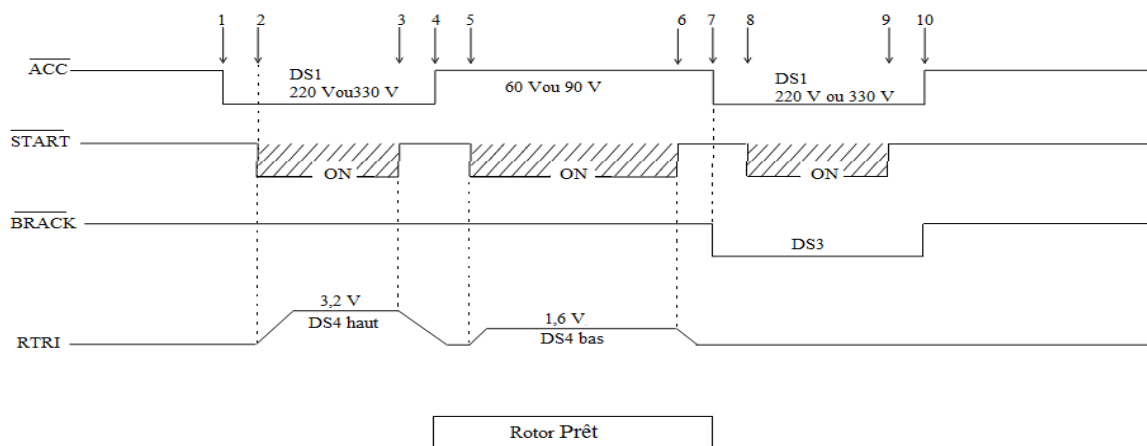 1 2 3 4 5 6 7 8 9 10
ACC
DS1
220 Vou330 V
60 Vou 90 V
DS1
220 V ou 330 V
START
ON
ON
ON
BRACK
DS3
3,2 V
DS4 haut
1,6 V
DS4 bas
RTRI
Rotor Prêt